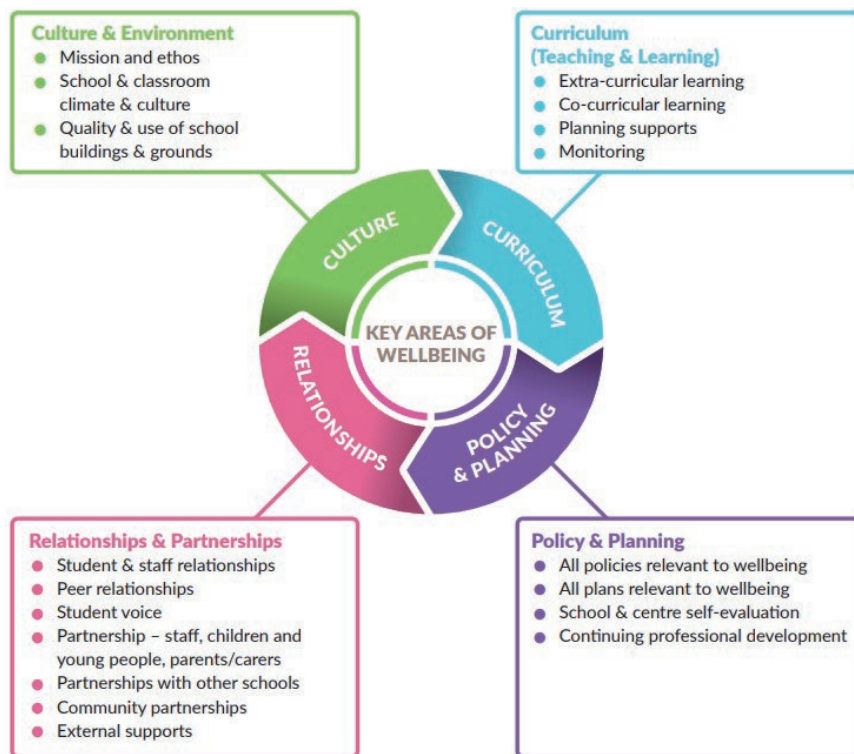 Culture & Environment
Mission and ethos
School & classroom
climate & culture
Quality & use of school
buildings & grounds
Curriculum
(Teaching & Learning)
Extra-curricular learning
Co-curricular learning
Planning supports
Monitoring
CULTURE
CURRICULUM
KEY AREAS OF
WELLBEING
RELATIONSHIPS
POLICY
& PLANNING
Relationships & Partnerships
Student & staff relationships
Peer relationships
Student voice
Partnership – staff, children and
young people, parents/carers
Partnerships with other schools
Community partnerships
External supports
Policy & Planning
All policies relevant to wellbeing
All plans relevant to wellbeing
School & centre self-evaluation
Continuing professional development